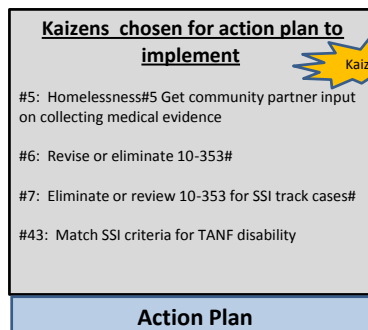 Kaizens chosen for action plan to
implement
Kaiz
#5: Homelessness#5 Get community partner input
on collecting medical evidence
#6: Revise or eliminate 10-353#
#7: Eliminate or review 10-353 for SSI track cases#
#43: Match SSI criteria for TANF disability
Action Plan